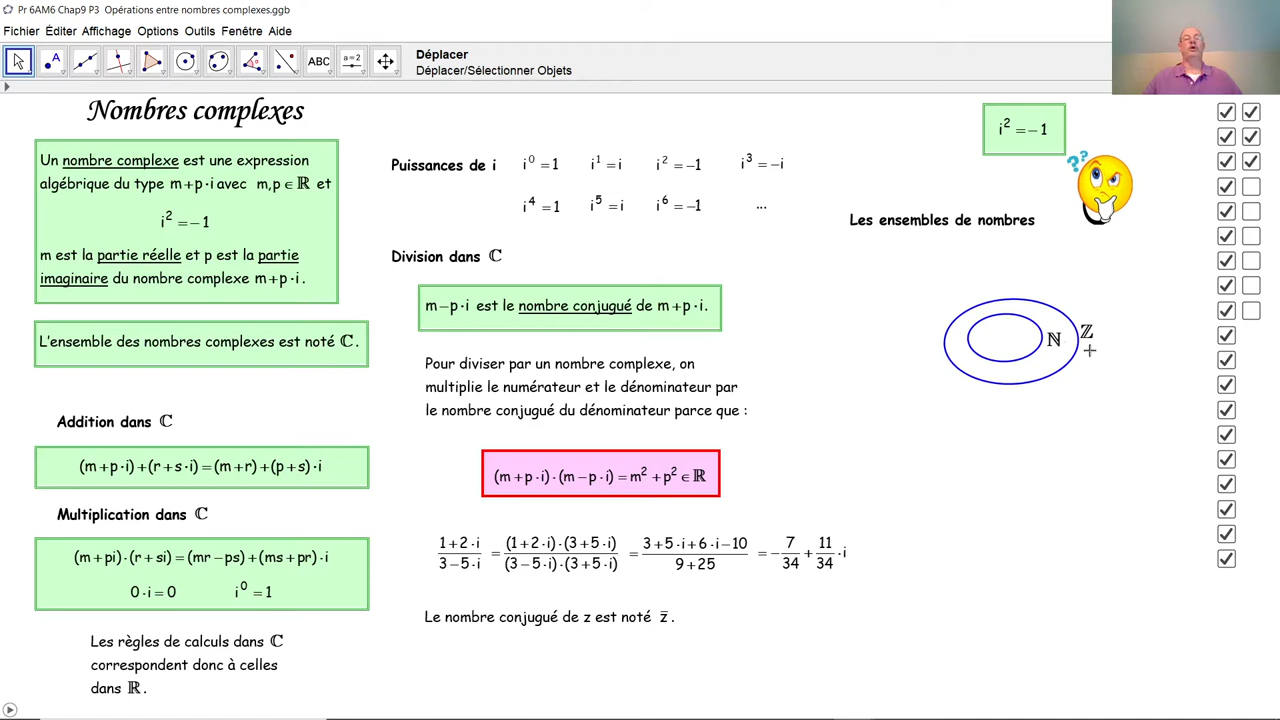 Pr 6AM6 Chap9 P3 Opérations entre nombres complexes.ggb
Fichier Éditer Affichage Options Outils Fenêtre Aide
A ABC a=2
Déplacer
Déplacer/Sélectionner Objets
Nombres complexes
Un nombre complexe est une expression
algébrique du type m+p·i avec m,p∈ℝ et
i²=−1
m est la partie réelle et p est la partie
imaginaire du nombre complexe m+p·i.
L'ensemble des nombres complexes est noté ℂ.
Addition dans ℂ
(m+p·i)+(r+s·i)=(m+r)+(p+s)·i
Multiplication dans ℂ
(m+pi)·(r+si)=(mr−ps)+(ms+pr)·i
0·i=0 i⁰=1
Les règles de calculs dans ℂ
correspondent donc à celles
dans ℝ.
Puissances de i i⁰=1 i¹=i i²=−1 i³=−i
i⁴=1 i⁵=i i⁶=−1 ...
Division dans ℂ
m−p·i est le nombre conjugué de m+p·i.
Pour diviser par un nombre complexe, on
multiplie le numérateur et le dénominateur par
le nombre conjugué du dénominateur parce que :
(m+p·i)·(m−p·i)=m²+p²∈ℝ
1+2·i (1+2·i)·(3+5·i) 3+5·i+6·i−10 7 11
= = =− + ·i
3−5·i (3−5·i)·(3+5·i) 9+25 34 34
Le nombre conjugué de z est noté z̄.
i²=−1
??
Les ensembles de nombres
ℕ ℤ